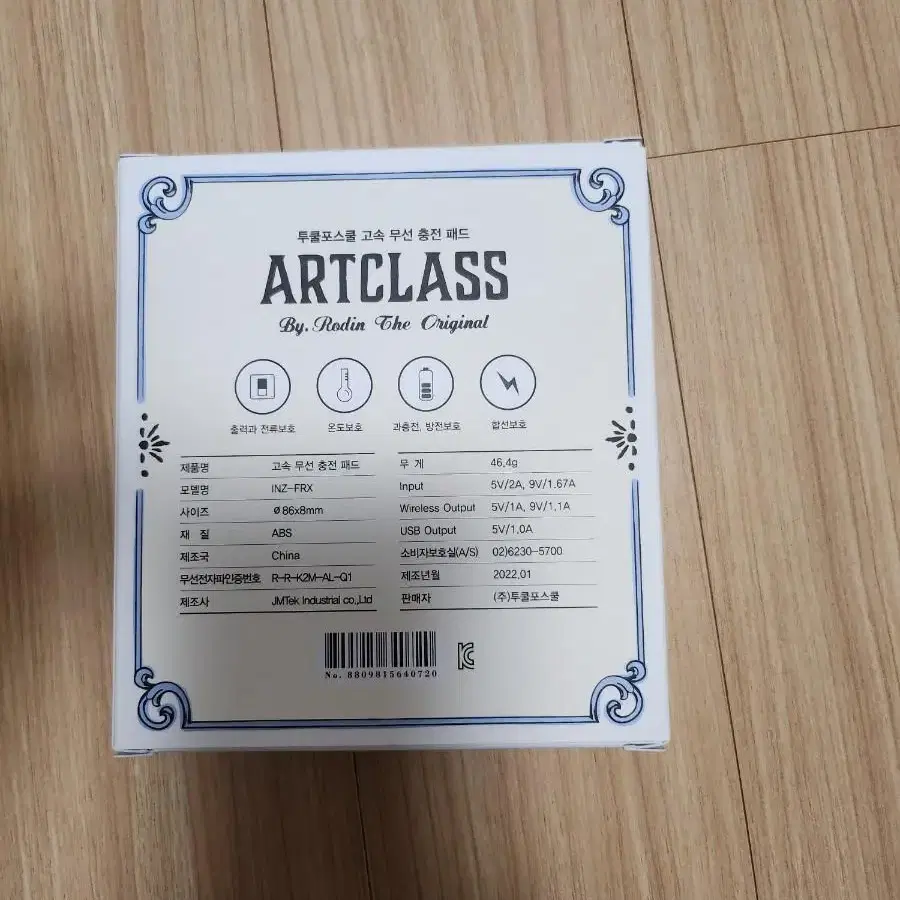 투쿨포스쿨 고속 무선 충전 패드
ARTCLASS
By. Rodin The Original
출력과 전류보호
온도보호
과충전, 방전보호
합선보호
제품명 고속 무선 충전 패드
모델명 INZ-FRX
사이즈 Ø86x8mm
재 질 ABS
제조국 China
무선전자파인증번호 R-R-K2M-AL-Q1
제조사 JMTek Industrial co.,Ltd
무 게 46.4g
Input 5V/2A, 9V/1.67A
Wireless Output 5V/1A, 9V/1.1A
USB Output 5V/1.0A
소비자보호실(A/S) 02)6230-5700
제조년월 2022.01
판매자 (주)투쿨포스쿨
No. 8809815640720